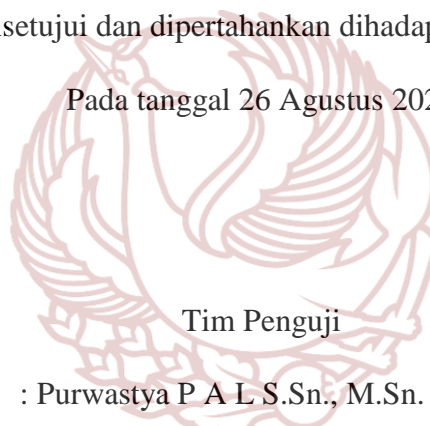 setujui dan dipertahankan dihadap
Pada tanggal 26 Agustus 202
Tim Penguji
: Purwastya P A L S.Sn., M.Sn.